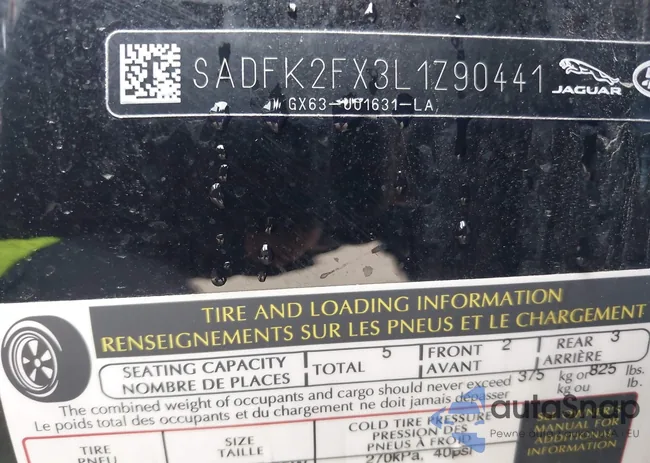 SADFK2FX3L1Z90441
JAGUAR
GX63-U01631-LA
TIRE AND LOADING INFORMATION
RENSEIGNEMENTS SUR LES PNEUS ET LE CHARGEMENT
SEATING CAPACITY
NOMBRE DE PLACES
TOTAL 5
FRONT 2
AVANT
REAR 3
ARRIÈRE
The combined weight of occupants and cargo should never exceed 375 kg or 825 lbs.
Le poids total des occupants et du chargement ne doit jamais dépasser kg ou lb.
TIRE
PNEU
SIZE
TAILLE
COLD TIRE PRESSURE
PRESSION DES
PNEUS À FROID
270kPa, 40psi
MANUAL FOR
ADDITIONAL
INFORMATION
autoSnap